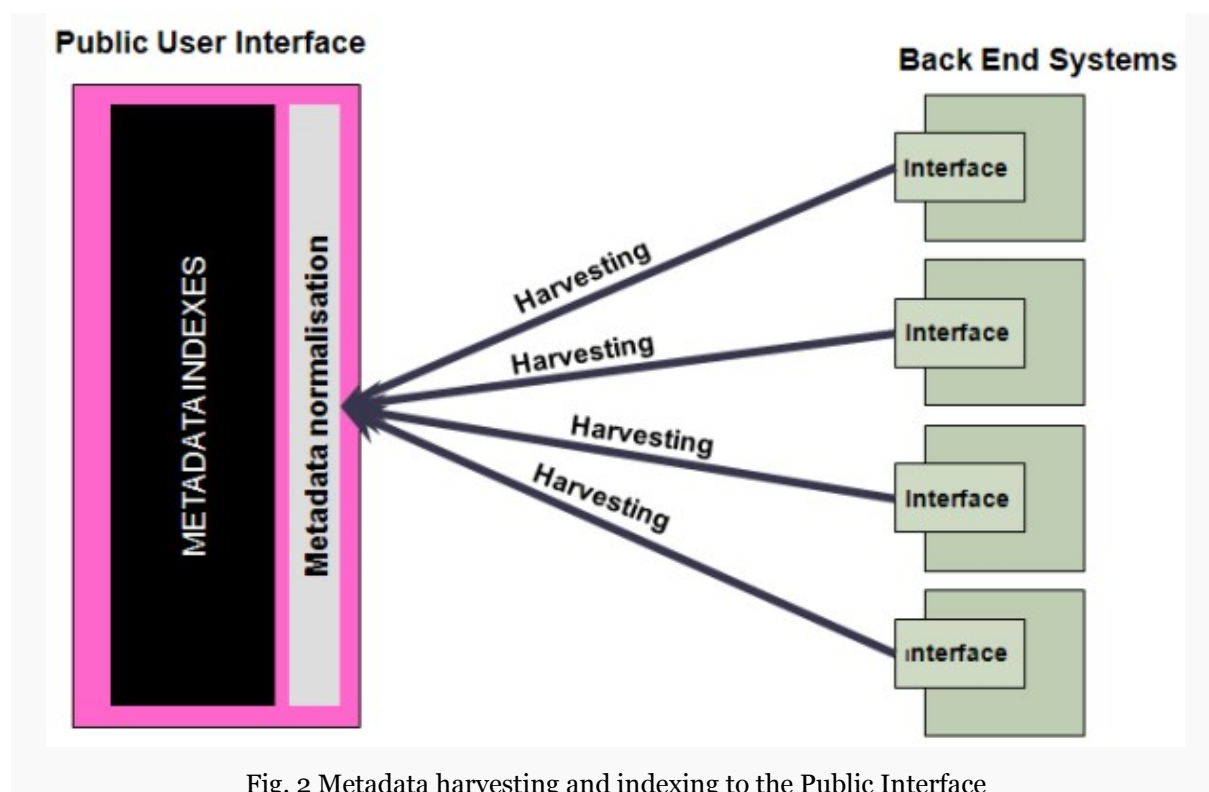 Public User Interface
Back End Systems
METADATA INDEXES
Metadata normalisation
Harvesting
Interface
Harvesting
Interface
Harvesting
Interface
Harvesting
Interface
Fig. 2 Metadata harvesting and indexing to the Public Interface